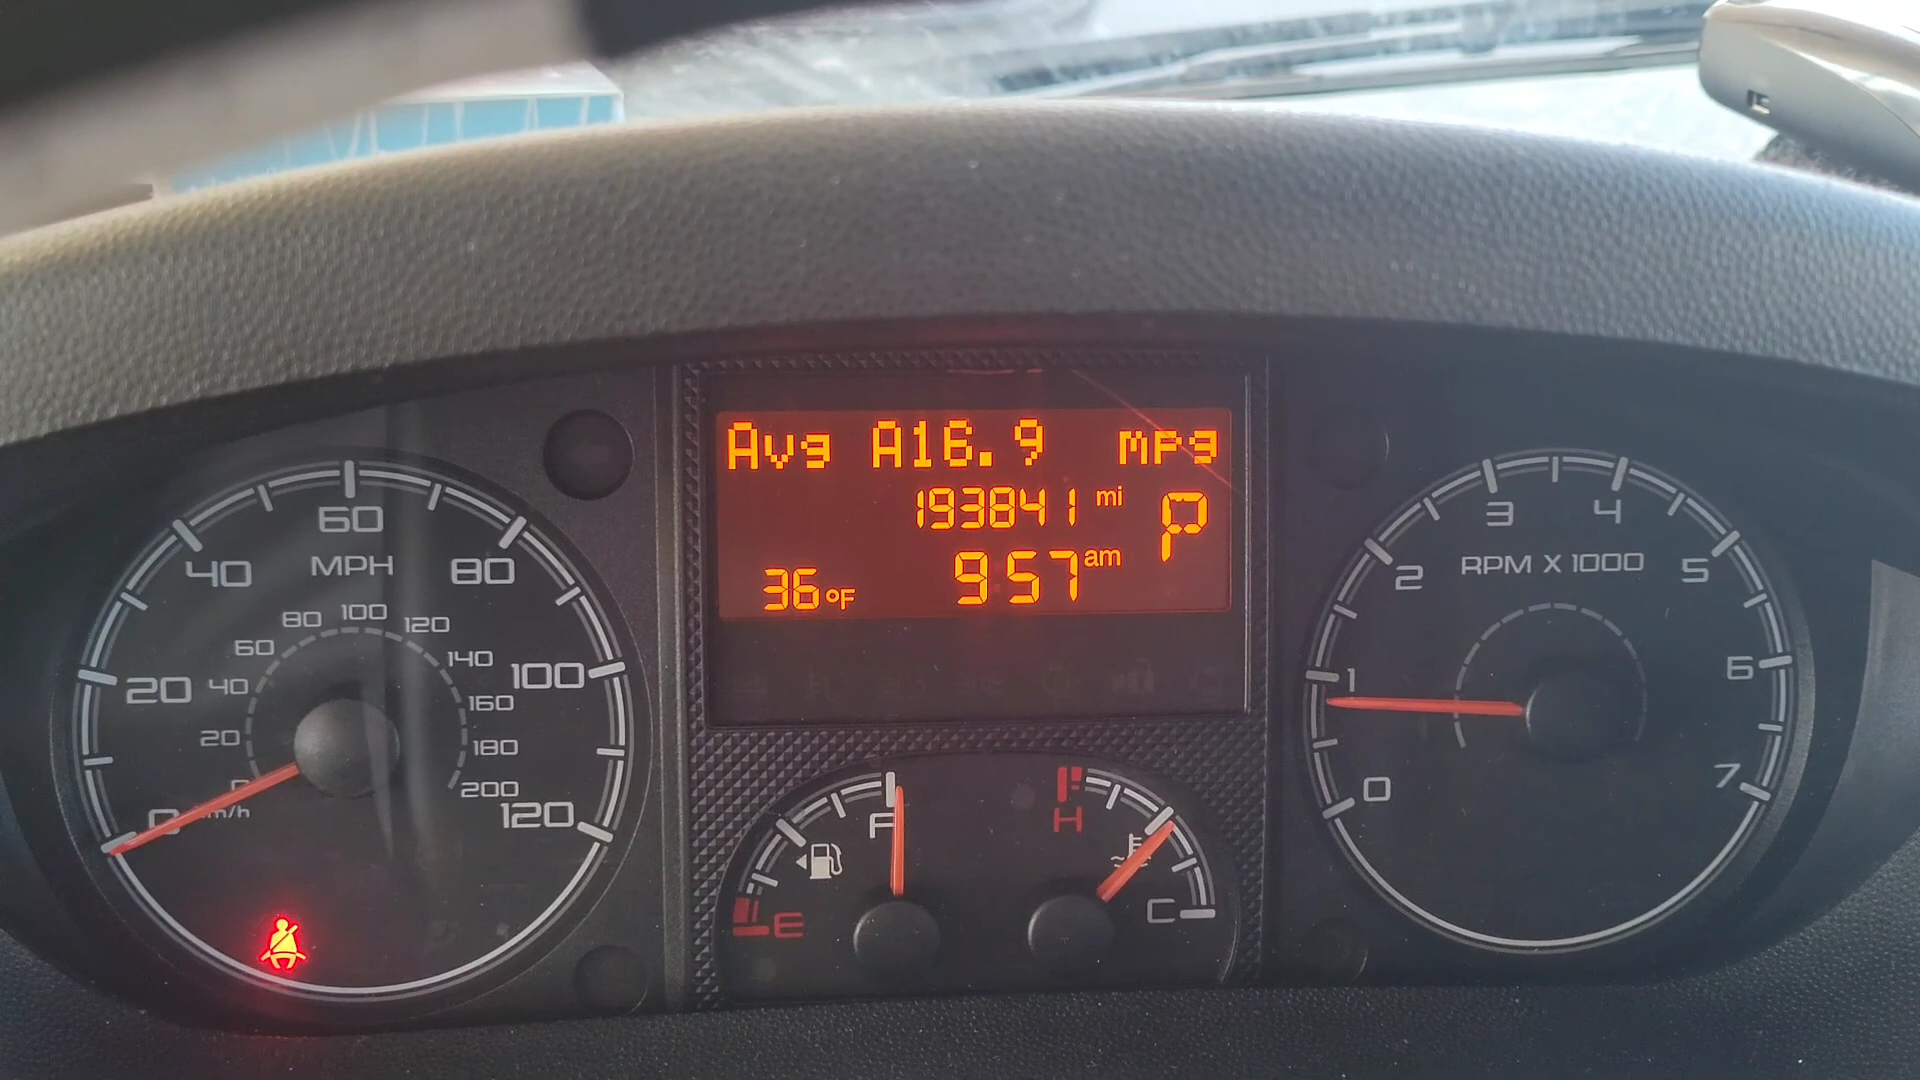 Avg A16.9 mpg
193841 mi
P
36°F 9:57 am
0 20 40 60 80 100 120
MPH
0 20 40 60 80 100 120 140 160 180 200
km/h
F
E
H
C
0 1 2 3 4 5 6 7
RPM X 1000